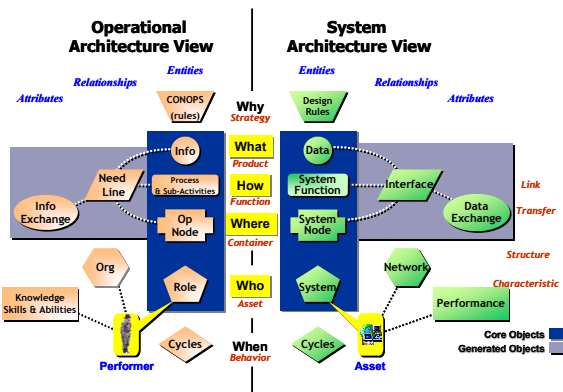 Operational
Architecture View
System
Architecture View
Entities
Entities
Relationships
Relationships
Attributes
Attributes
CONOPS
(rules)
Why
Strategy
Design
Rules
Info
What
Product
Data
Need
Line
Process
& Sub-Activities
How
Function
System
Function
Interface
Link
Info
Exchange
Op
Node
Where
Container
System
Node
Data
Exchange
Transfer
Org
Network
Structure
Role
Who
Asset
System
Characteristic
Knowledge
Skills & Abilities
Performance
Cycles
When
Behavior
Cycles
Performer
Asset
Core Objects
Generated Objects